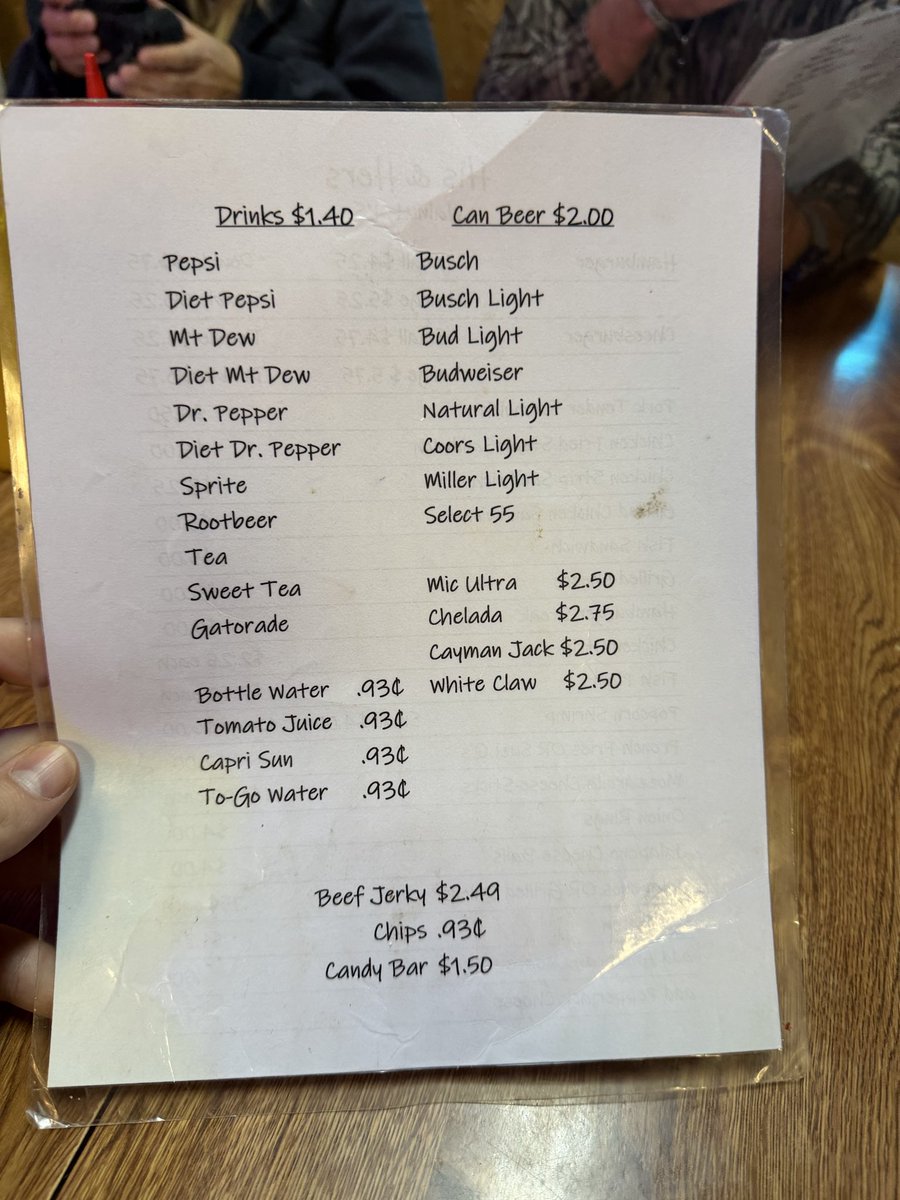 Drinks $1.40
Pepsi
Diet Pepsi
Mt Dew
Diet Mt Dew
Dr. Pepper
Diet Dr. Pepper
Sprite
Rootbeer
Tea
Sweet Tea
Gatorade
Bottle Water .93¢
Tomato Juice .93¢
Capri Sun .93¢
To-Go Water .93¢
Can Beer $2.00
Busch
Busch Light
Bud Light
Budweiser
Natural Light
Coors Light
Miller Light
Select 55
Mic Ultra $2.50
Chelada $2.75
Cayman Jack $2.50
White Claw $2.50
Beef Jerky $2.49
Chips .93¢
Candy Bar $1.50